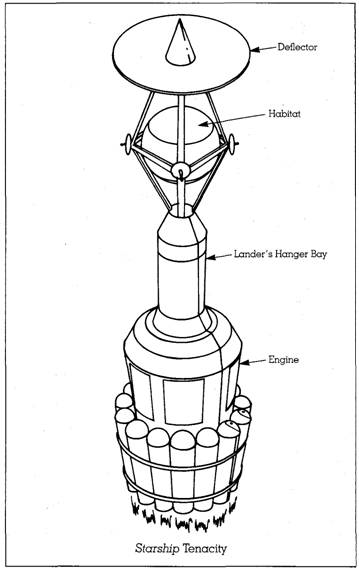 Deflector
Habitat
Lander's Hanger Bay
Engine
Starship Tenacity